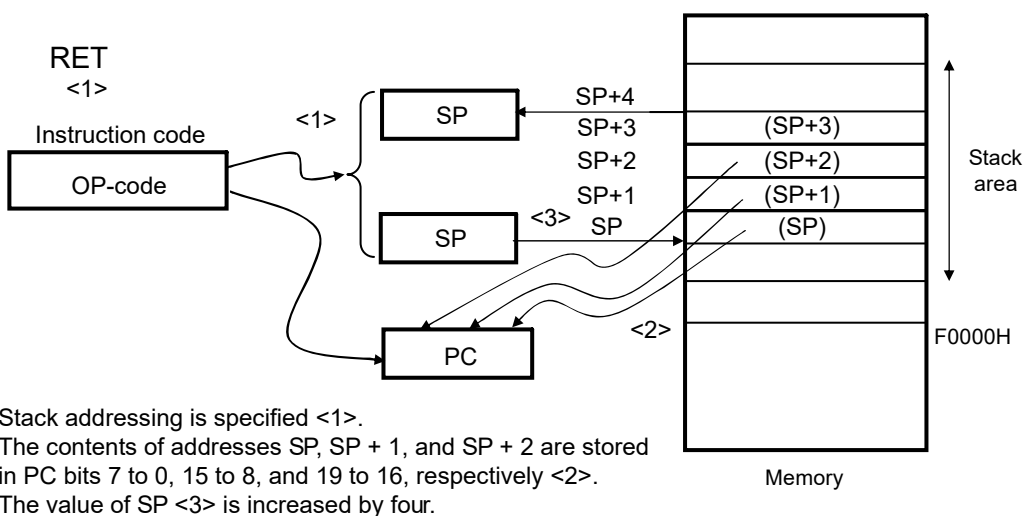 RET
<1>
Instruction code
OP-code
<1>
SP
SP
<3>
PC
<2>
SP+4
SP+3
SP+2
SP+1
SP
(SP+3)
(SP+2)
(SP+1)
(SP)
Stack
area
F0000H
Memory
Stack addressing is specified <1>.
The contents of addresses SP, SP + 1, and SP + 2 are stored
in PC bits 7 to 0, 15 to 8, and 19 to 16, respectively <2>.
The value of SP <3> is increased by four.